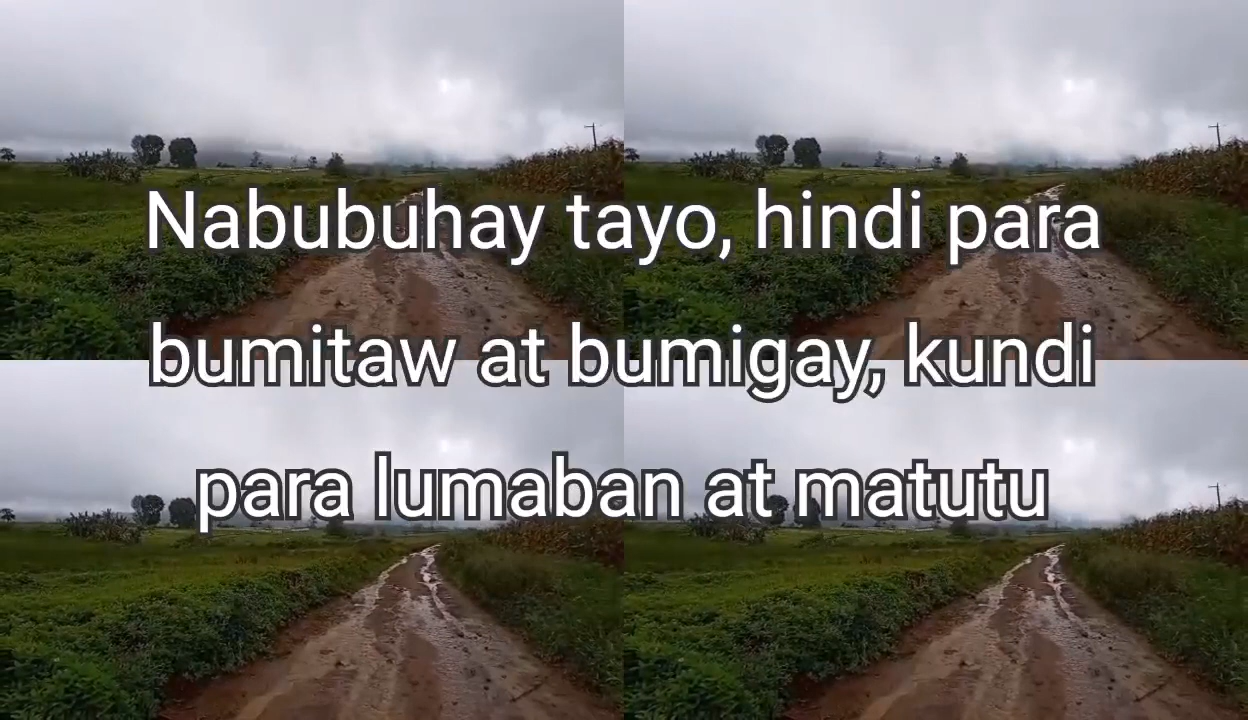 Nabubuhay tayo, hindi para
bumitaw at bumigay, kundi
para lumaban at matutu